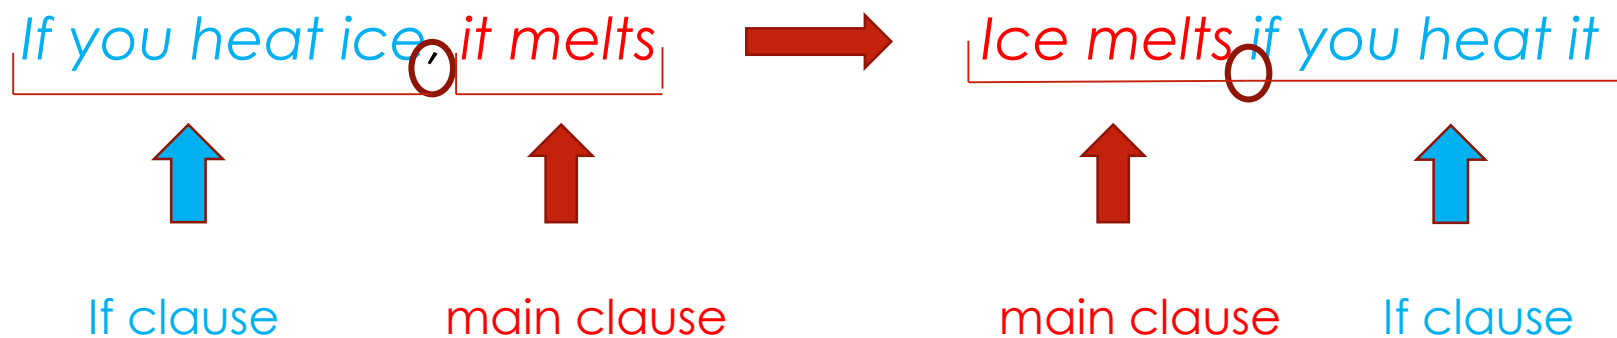 If you heat ice, it melts Ice melts if you heat it
If clause main clause main clause If clause